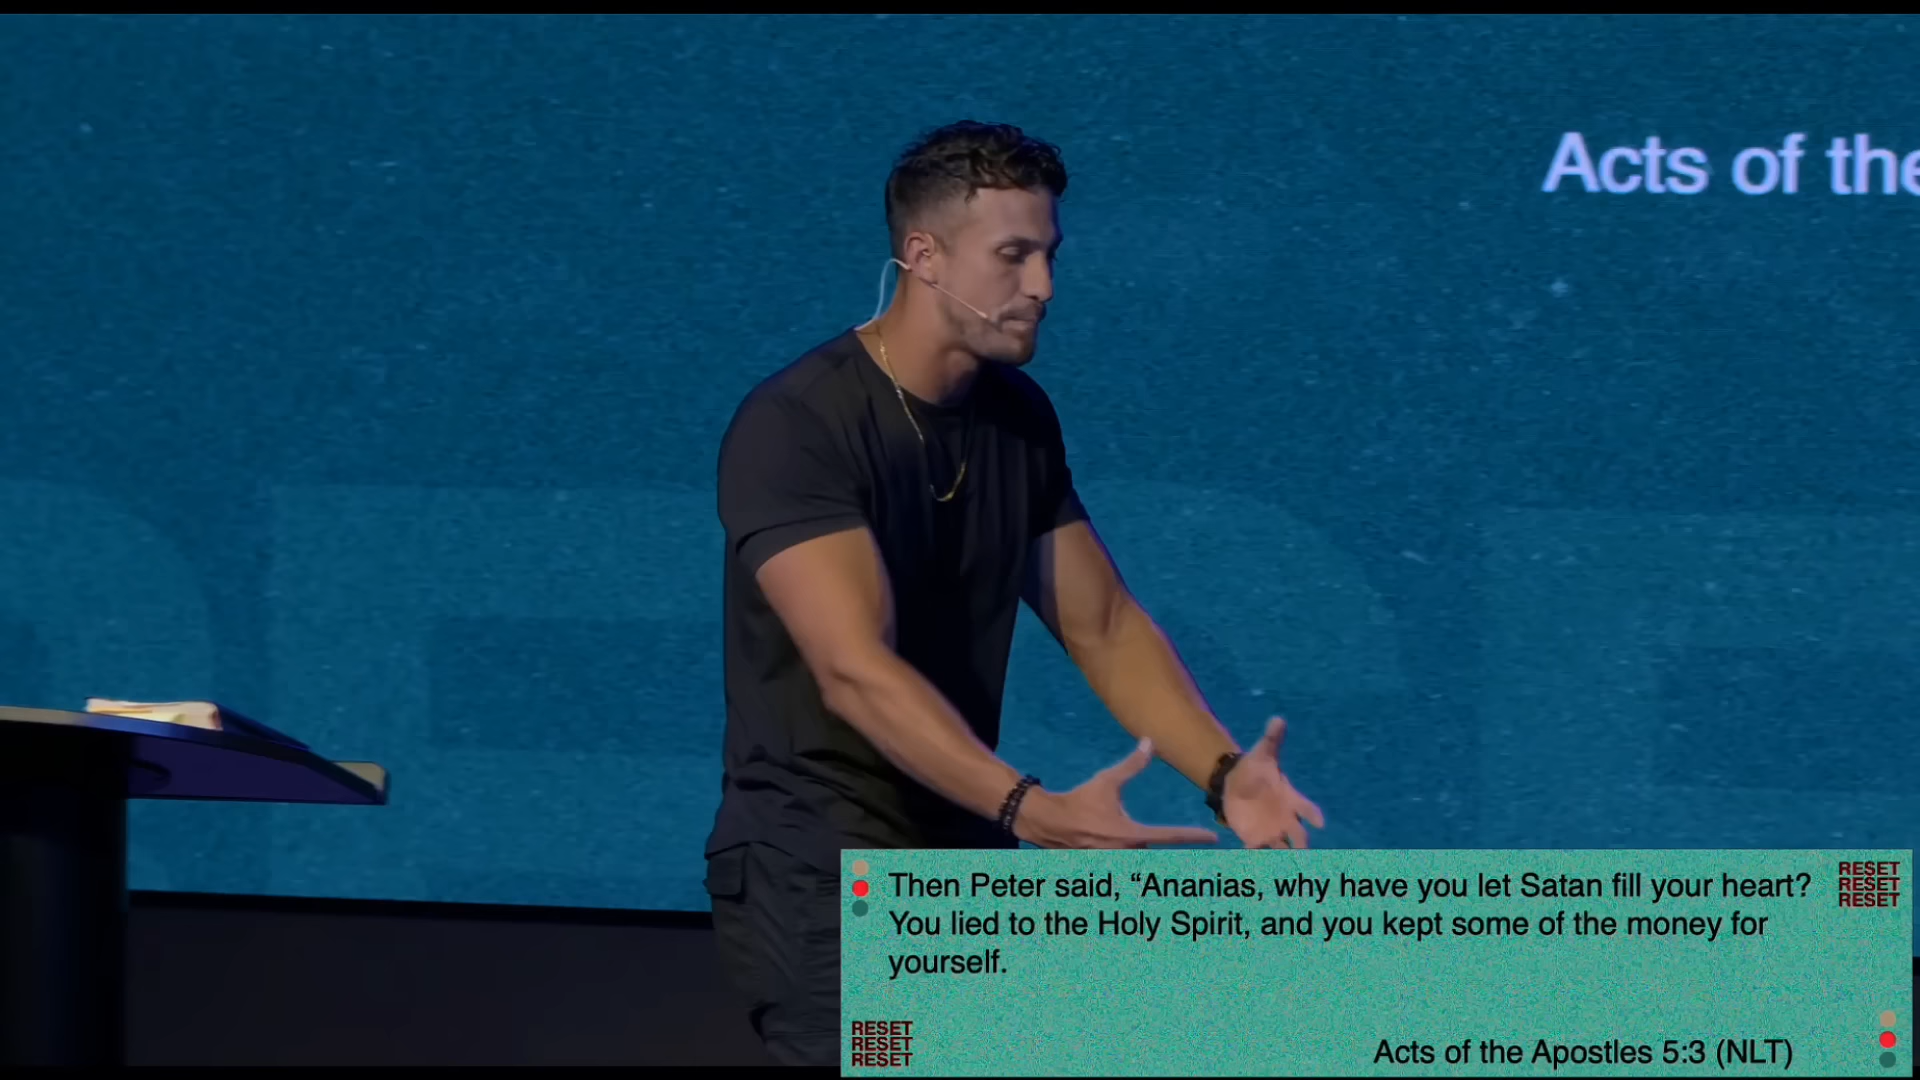 Acts of the
Then Peter said, “Ananias, why have you let Satan fill your heart?
You lied to the Holy Spirit, and you kept some of the money for
yourself.
RESET
RESET
RESET
RESET
RESET
RESET
Acts of the Apostles 5:3 (NLT)